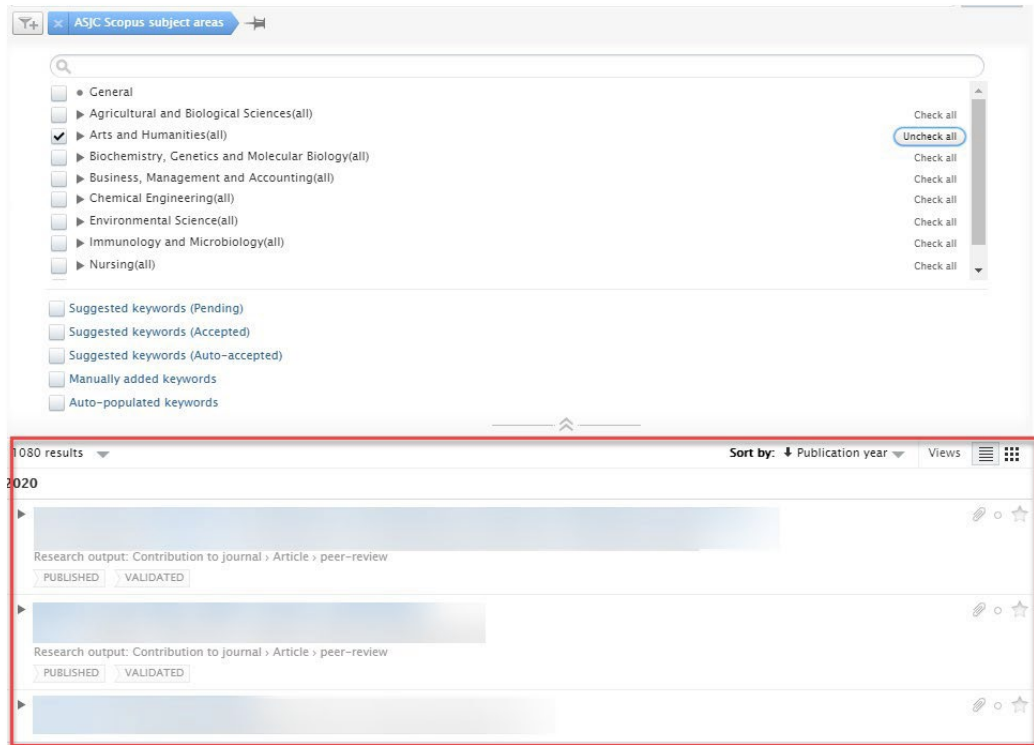 ASJC Scopus subject areas
General
Agricultural and Biological Sciences(all) Check all
Arts and Humanities(all) Uncheck all
Biochemistry, Genetics and Molecular Biology(all) Check all
Business, Management and Accounting(all) Check all
Chemical Engineering(all) Check all
Environmental Science(all) Check all
Immunology and Microbiology(all) Check all
Nursing(all) Check all
Suggested keywords (Pending)
Suggested keywords (Accepted)
Suggested keywords (Auto-accepted)
Manually added keywords
Auto-populated keywords
1080 results Sort by: Publication year Views
2020
Research output: Contribution to journal › Article › peer-review
PUBLISHED VALIDATED
Research output: Contribution to journal › Article › peer-review
PUBLISHED VALIDATED